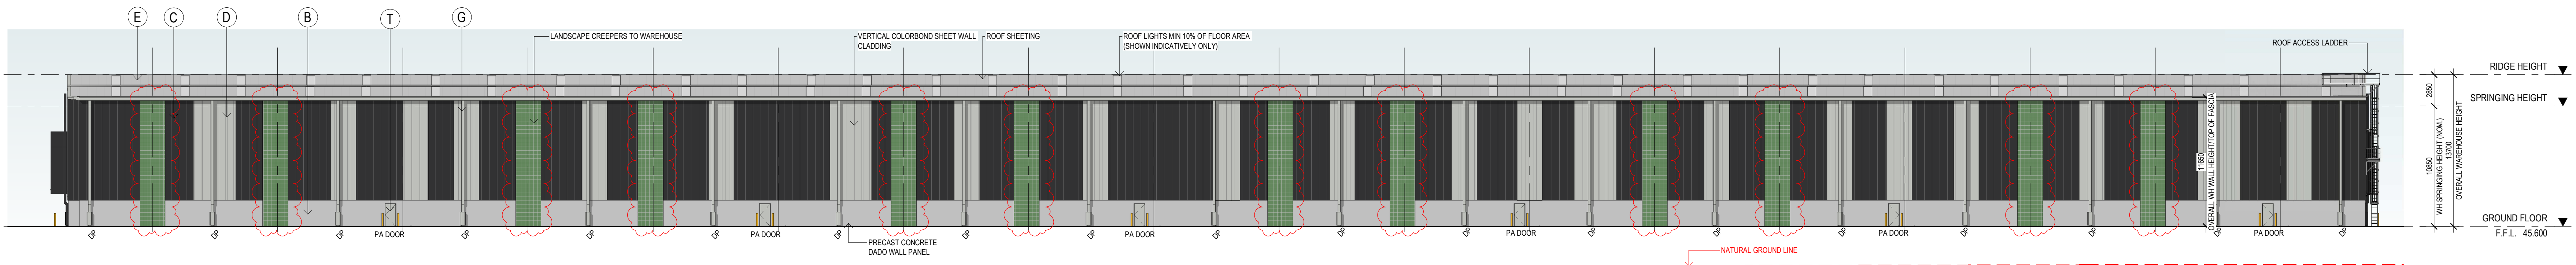 E C D B T G
LANDSCAPE CREEPERS TO WAREHOUSE
VERTICAL COLORBOND SHEET WALL
CLADDING
ROOF SHEETING
ROOF LIGHTS MIN 10% OF FLOOR AREA
(SHOWN INDICATIVELY ONLY)
ROOF ACCESS LADDER
RIDGE HEIGHT
2850
SPRINGING HEIGHT
11650
OVERALL WH WALL HEIGHT/TOP OF FASCIA
10850
WH SPRINGING HEIGHT (NOM.)
13700
OVERALL WAREHOUSE HEIGHT
GROUND FLOOR
F.F.L. 45.600
DP DP DP PA DOOR DP DP DP PA DOOR DP DP DP PA DOOR DP DP DP PA DOOR DP DP DP PA DOOR DP DP DP PA DOOR DP
PRECAST CONCRETE
DADO WALL PANEL
NATURAL GROUND LINE